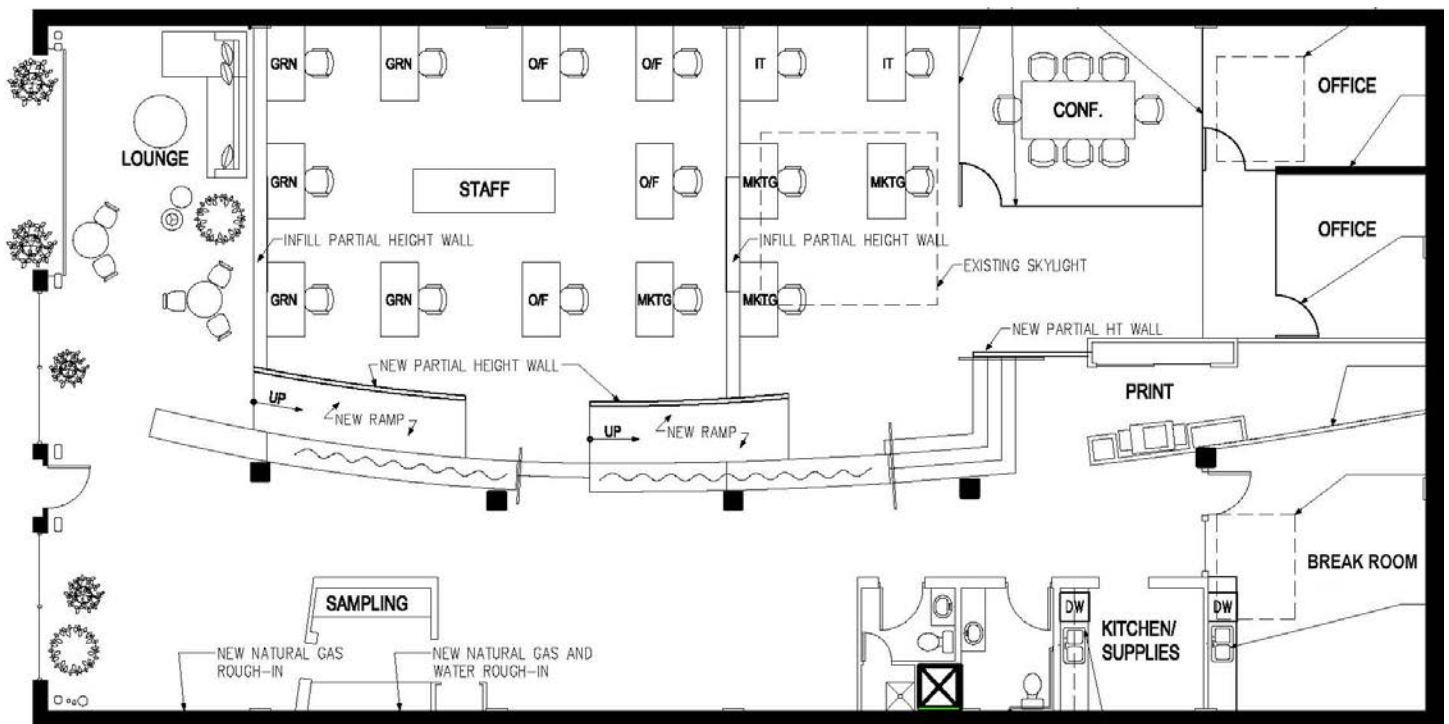 GRN
GRN
O/F
O/F
IT
IT
CONF.
OFFICE
LOUNGE
GRN
STAFF
O/F
MKTG
MKTG
OFFICE
INFILL PARTIAL HEIGHT WALL
INFILL PARTIAL HEIGHT WALL
EXISTING SKYLIGHT
GRN
GRN
O/F
MKTG
MKTG
NEW PARTIAL HT WALL
NEW PARTIAL HEIGHT WALL
PRINT
UP
NEW RAMP
UP
NEW RAMP
BREAK ROOM
SAMPLING
DW
DW
KITCHEN/
SUPPLIES
NEW NATURAL GAS
ROUGH-IN
NEW NATURAL GAS AND
WATER ROUGH-IN